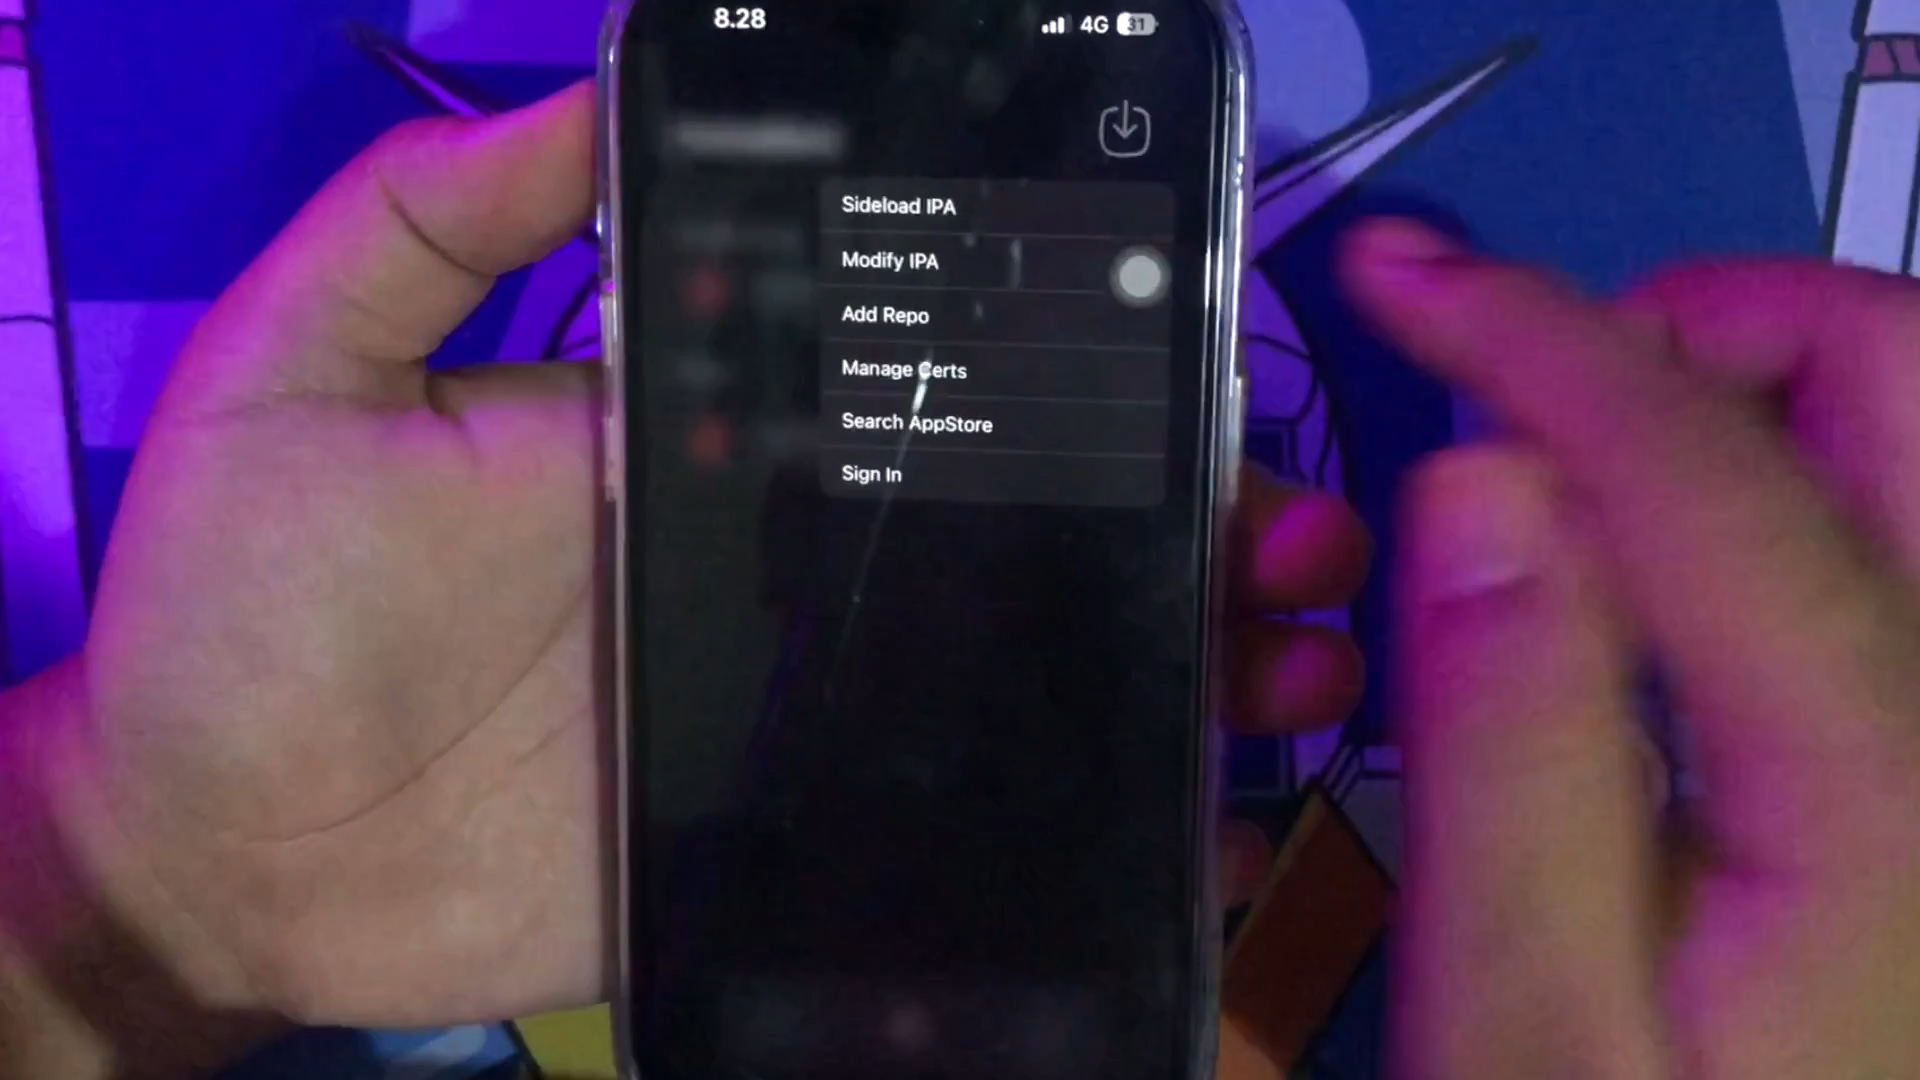 8.28
4G 31
Sideload IPA
Modify IPA
Add Repo
Manage Certs
Search AppStore
Sign In